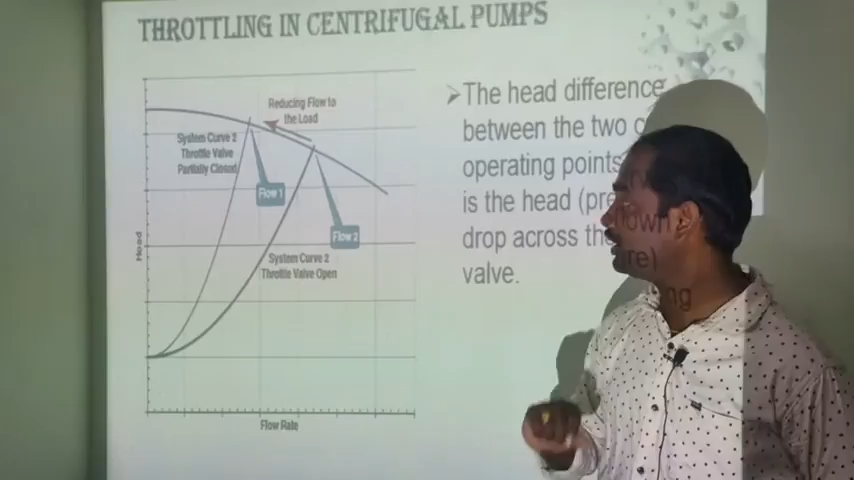 THROTTLING IN CENTRIFUGAL PUMPS
Reducing Flow to
the Load
System Curve 2
Throttle Valve
Partially Closed
Flow 1
Flow 2
System Curve 2
Throttle Valve Open
Head
Flow Rate
The head difference
between the two
operating points
is the head
drop across the
valve.